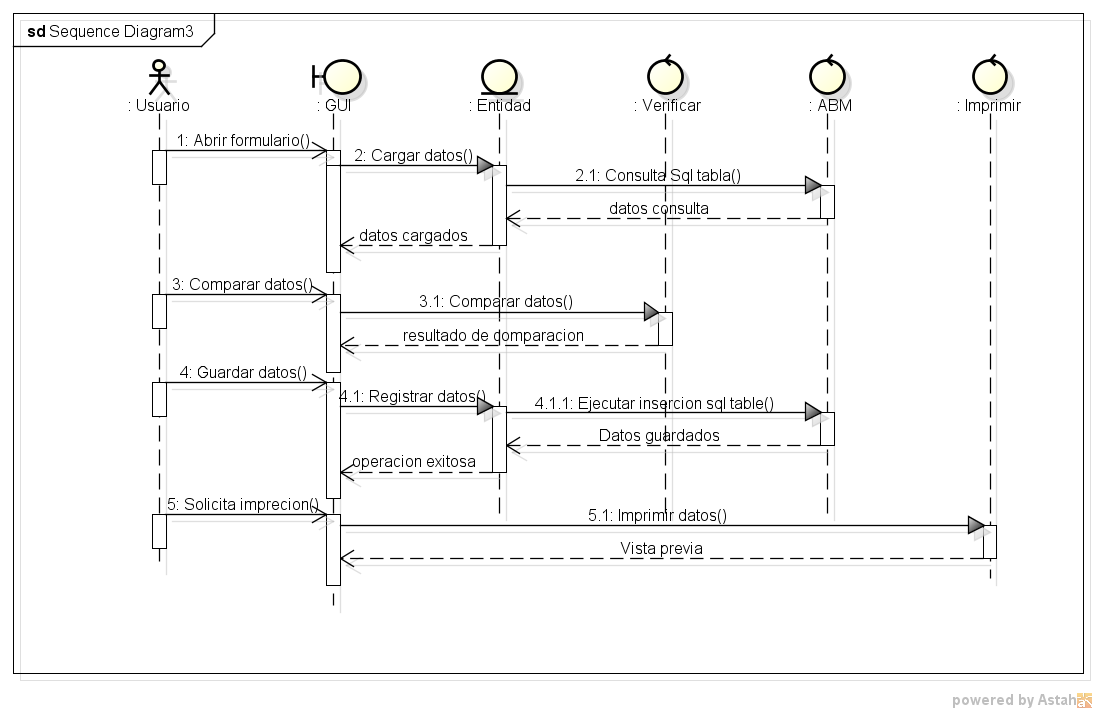 sd Sequence Diagram3
: Usuario
: GUI
: Entidad
: Verificar
: ABM
: Imprimir
1: Abrir formulario()
2: Cargar datos()
2.1: Consulta Sql tabla()
datos consulta
datos cargados
3: Comparar datos()
3.1: Comparar datos()
resultado de comparacion
4: Guardar datos()
4.1: Registrar datos()
4.1.1: Ejecutar insercion sql table()
Datos guardados
operacion exitosa
5: Solicita imprecion()
5.1: Imprimir datos()
Vista previa
powered by Astah